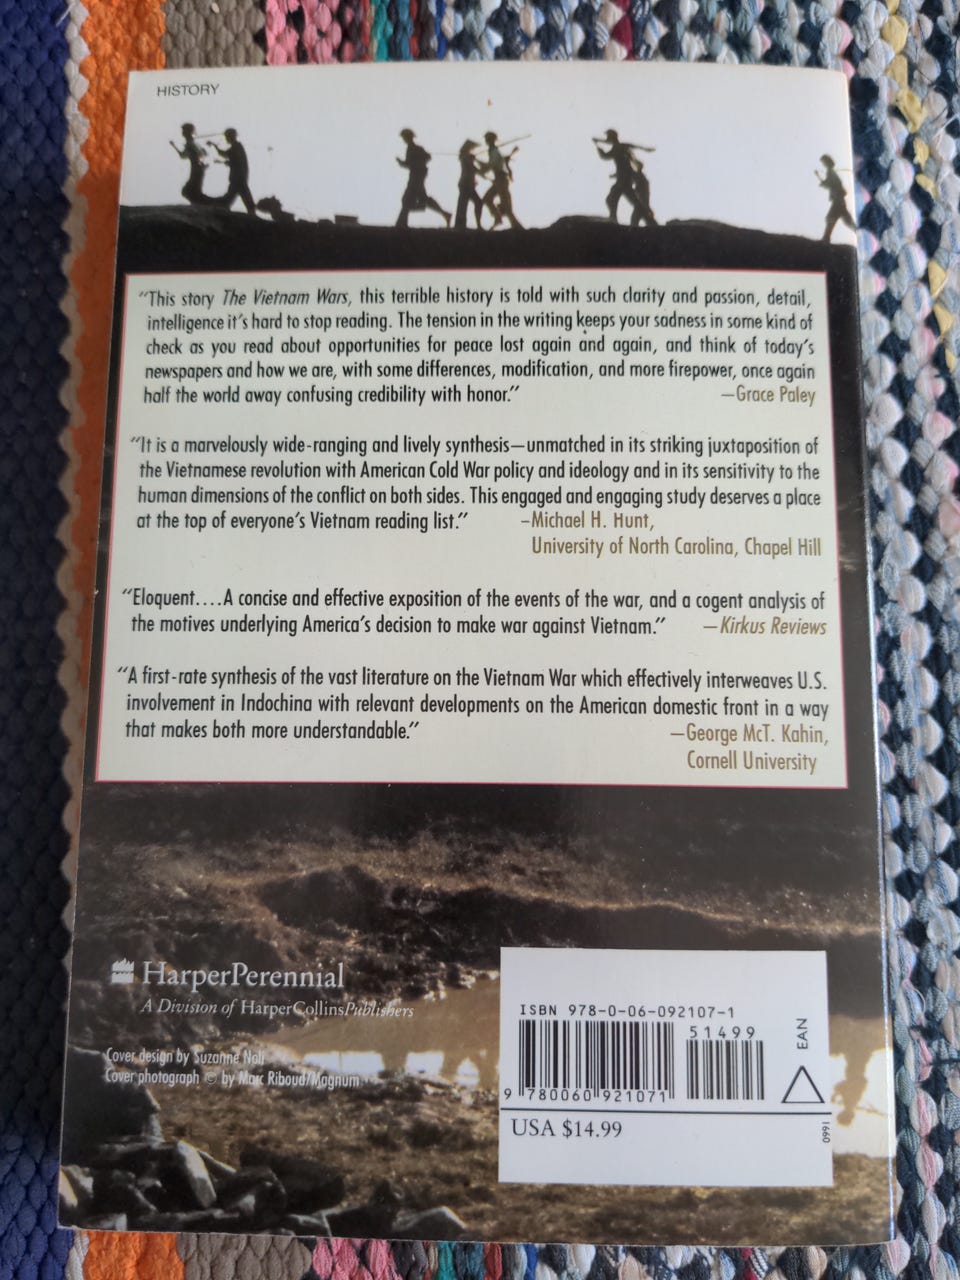 HISTORY
“This story The Vietnam Wars, this terrible history is told with such clarity and passion, detail,
intelligence it’s hard to stop reading. The tension in the writing keeps your sadness in some kind of
check as you read about opportunities for peace lost again and again, and think of today’s
newspapers and how we are, with some differences, modification, and more firepower, once again
half the world away confusing credibility with honor.” —Grace Paley
“It is a marvelously wide-ranging and lively synthesis—unmatched in its striking juxtaposition of
the Vietnamese revolution with American Cold War policy and ideology and in its sensitivity to the
human dimensions of the conflict on both sides. This engaged and engaging study deserves a place
at the top of everyone’s Vietnam reading list.” —Michael H. Hunt,
University of North Carolina, Chapel Hill
“Eloquent....A concise and effective exposition of the events of the war, and a cogent analysis of
the motives underlying America’s decision to make war against Vietnam.” —Kirkus Reviews
“A first-rate synthesis of the vast literature on the Vietnam War which effectively interweaves U.S.
involvement in Indochina with relevant developments on the American domestic front in a way
that makes both more understandable.” —George McT. Kahin,
Cornell University
HarperPerennial
A Division of HarperCollinsPublishers
Cover design by Suzanne Noli
Cover photograph © by Marc Riboud/Magnum
ISBN 978-0-06-092107-1
51499
EAN
9 780060 921071
USA $14.99
0991